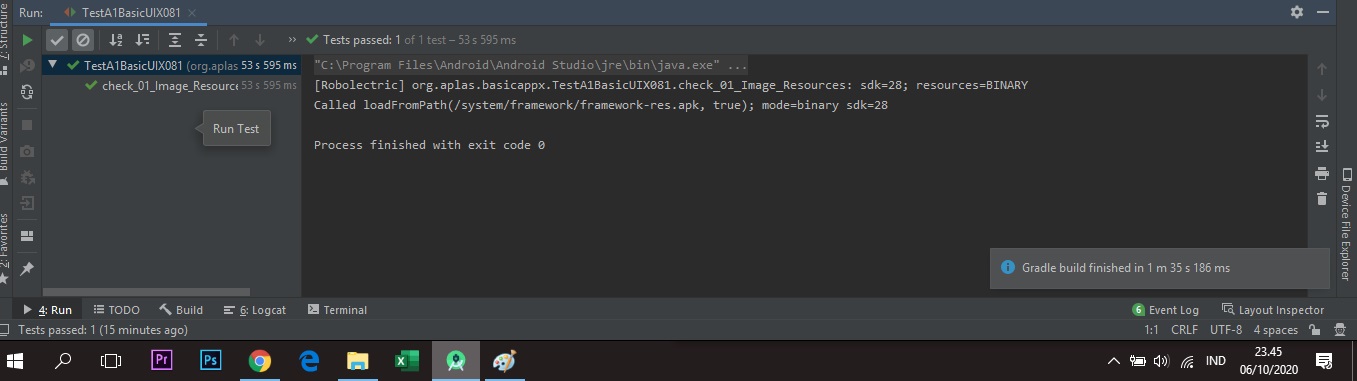 Run: TestA1BasicUIX081
Tests passed: 1 of 1 test – 53 s 595 ms
TestA1BasicUIX081 (org.aplas 53 s 595 ms
check_01_Image_Resource 53 s 595 ms
Run Test
"C:\Program Files\Android\Android Studio\jre\bin\java.exe" ...
[Robolectric] org.aplas.basicappx.TestA1BasicUIX081.check_01_Image_Resources: sdk=28; resources=BINARY
Called loadFromPath(/system/framework/framework-res.apk, true); mode=binary sdk=28
Process finished with exit code 0
Gradle build finished in 1 m 35 s 186 ms
Z: Structure
Build Variants
2: Favorites
Device File Explorer
4: Run TODO Build 6: Logcat Terminal 6 Event Log Layout Inspector
Tests passed: 1 (15 minutes ago) 1:1 CRLF UTF-8 4 spaces
Pr Ps IND 23.45
06/10/2020